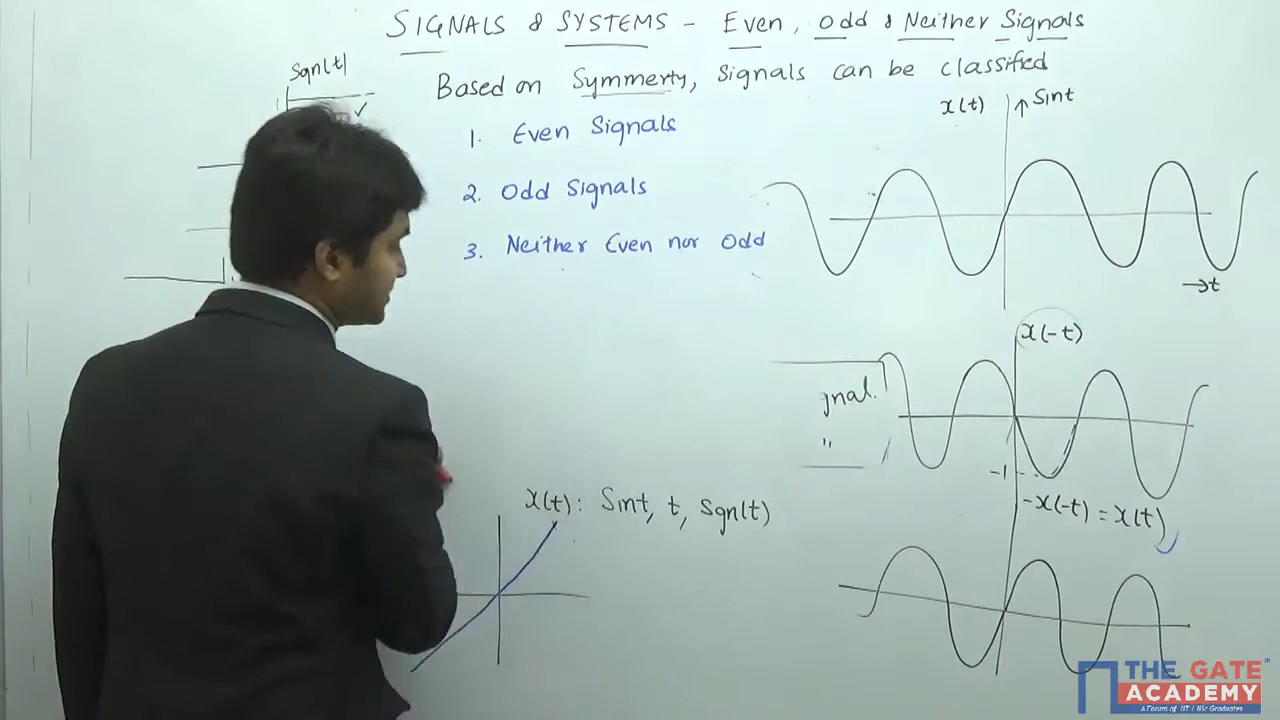 SIGNALS & SYSTEMS - Even, Odd & Neither Signals
Sgn(t)
Based on Symmerty, Signals can be classified
1. Even Signals
2. Odd Signals
3. Neither Even nor Odd
x(t) ↑ Sint
→t
x(-t)
gnal.
"
-1
-x(-t) = x(t)
x(t): Sint, t, Sgn(t)
THE GATE
ACADEMY
A Forum of IIT / IISc Graduates